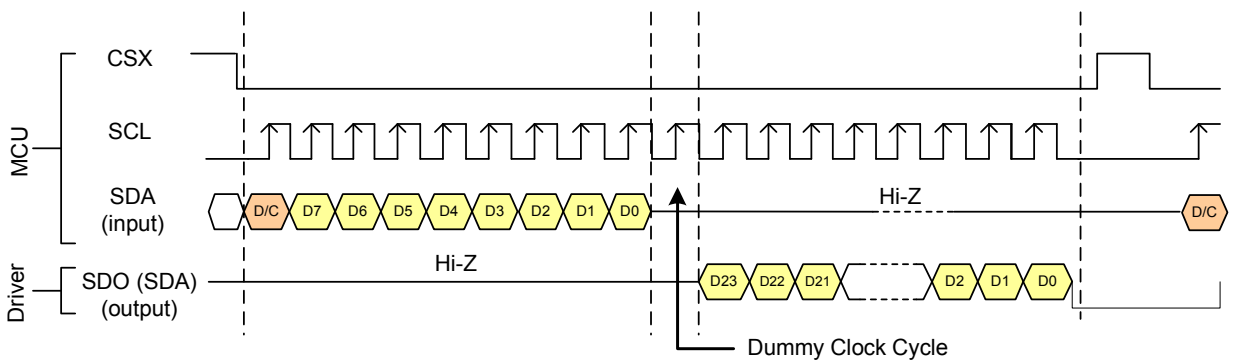 CSX
SCL
MCU
SDA
(input)
D/C D7 D6 D5 D4 D3 D2 D1 D0
Hi-Z
D/C
Hi-Z
Driver
SDO (SDA)
(output)
D23 D22 D21 D2 D1 D0
Dummy Clock Cycle